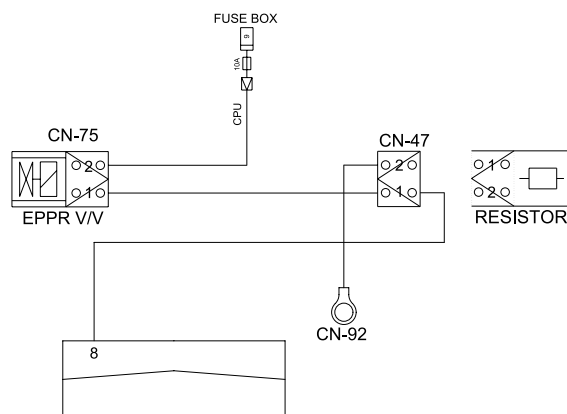 FUSE BOX
9
10A
CPU
CN-75
2
1
EPPR V/V
CN-47
2
1
1
2
RESISTOR
CN-92
8